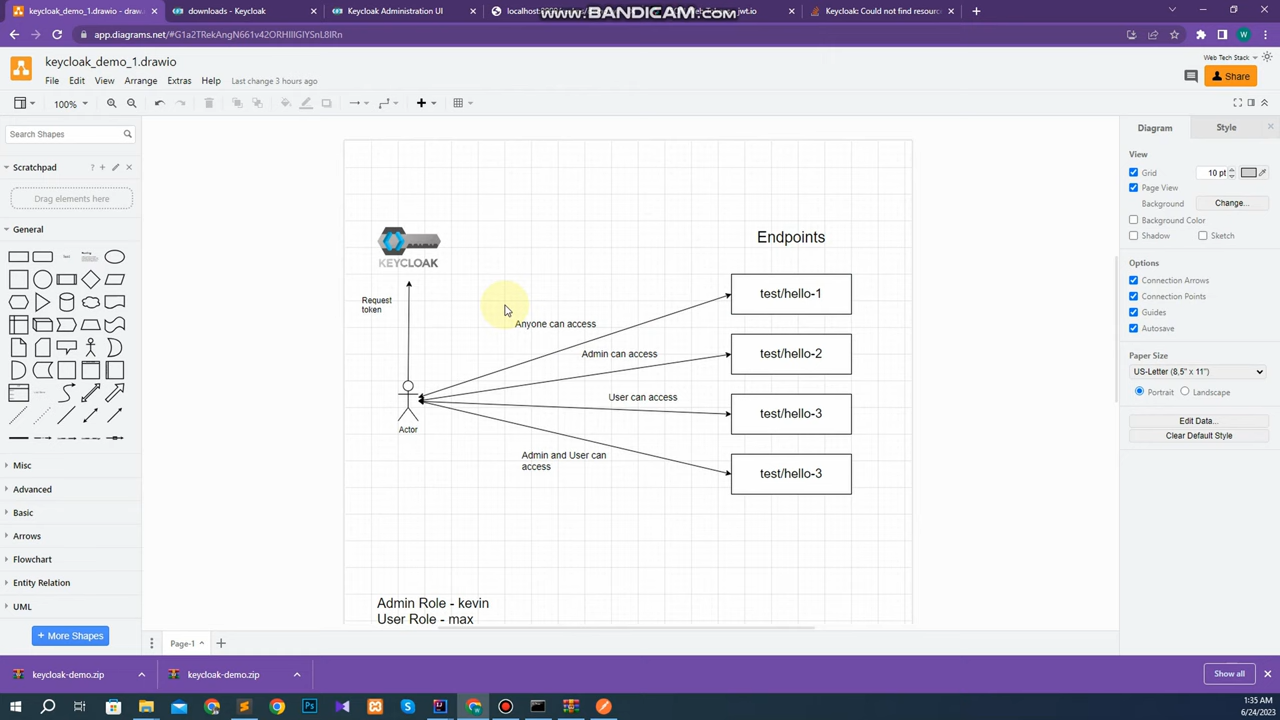 www.BANDICAM.com
keycloak_demo_1.drawio - draw.i
downloads - Keycloak
Keycloak Administration UI
jwt.io
Keycloak: Could not find resourc
app.diagrams.net/#G1a2TRekAngN661v42ORHIIlGIYSnL8IRn
W
keycloak_demo_1.drawio
Web Tech Stack
File Edit View Arrange Extras Help Last change 3 hours ago
Share
100%
Search Shapes
Scratchpad
Drag elements here
General
Misc
Advanced
Basic
Arrows
Flowchart
Entity Relation
UML
+ More Shapes
KEYCLOAK
Request
token
Actor
Endpoints
Anyone can access
test/hello-1
Admin can access
test/hello-2
User can access
test/hello-3
Admin and User can
access
test/hello-3
Admin Role - kevin
User Role - max
Diagram
Style
View
Grid
10 pt
Page View
Background
Change...
Background Color
Shadow
Sketch
Options
Connection Arrows
Connection Points
Guides
Autosave
Paper Size
US-Letter (8,5" x 11")
Portrait
Landscape
Edit Data...
Clear Default Style
Page-1
keycloak-demo.zip
keycloak-demo.zip
Show all
1:35 AM
6/24/2023